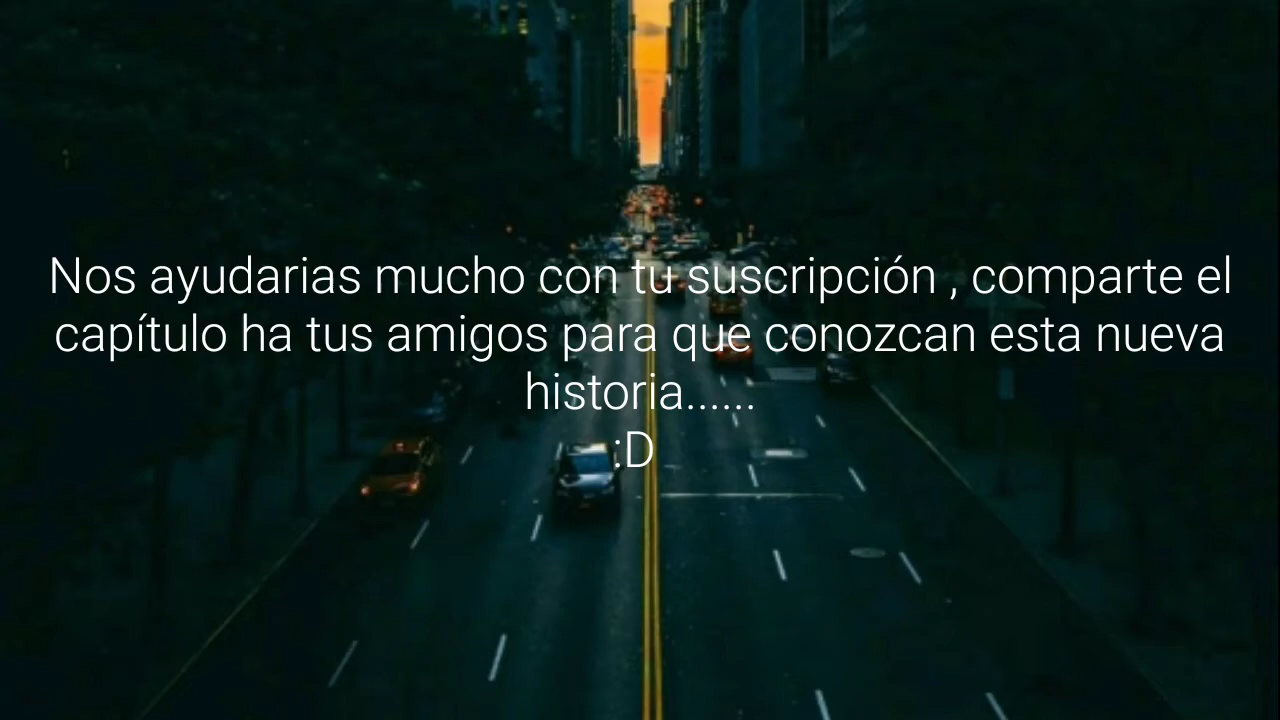 Nos ayudarias mucho con tu suscripción , comparte el
capítulo ha tus amigos para que conozcan esta nueva
historia......
:D